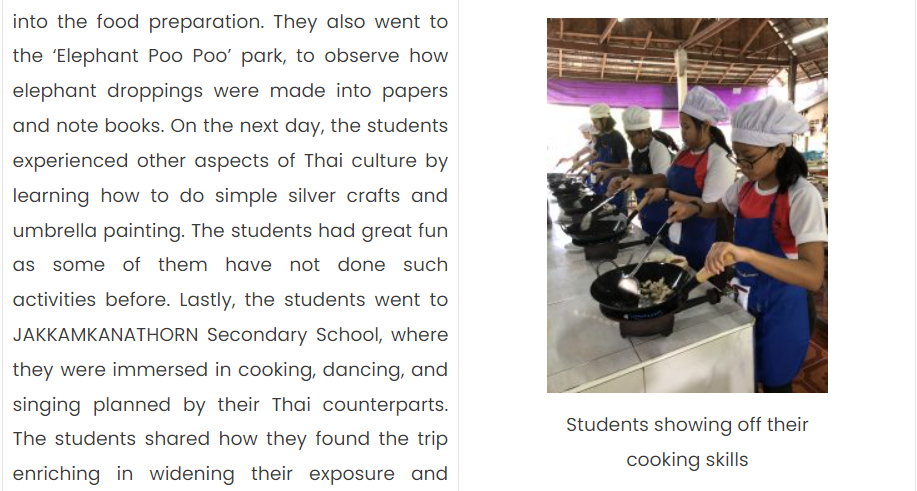 into the food preparation. They also went to
the ‘Elephant Poo Poo’ park, to observe how
elephant droppings were made into papers
and note books. On the next day, the students
experienced other aspects of Thai culture by
learning how to do simple silver crafts and
umbrella painting. The students had great fun
as some of them have not done such
activities before. Lastly, the students went to
JAKKAMKANATHORN Secondary School, where
they were immersed in cooking, dancing, and
singing planned by their Thai counterparts.
The students shared how they found the trip
enriching in widening their exposure and
Students showing off their
cooking skills